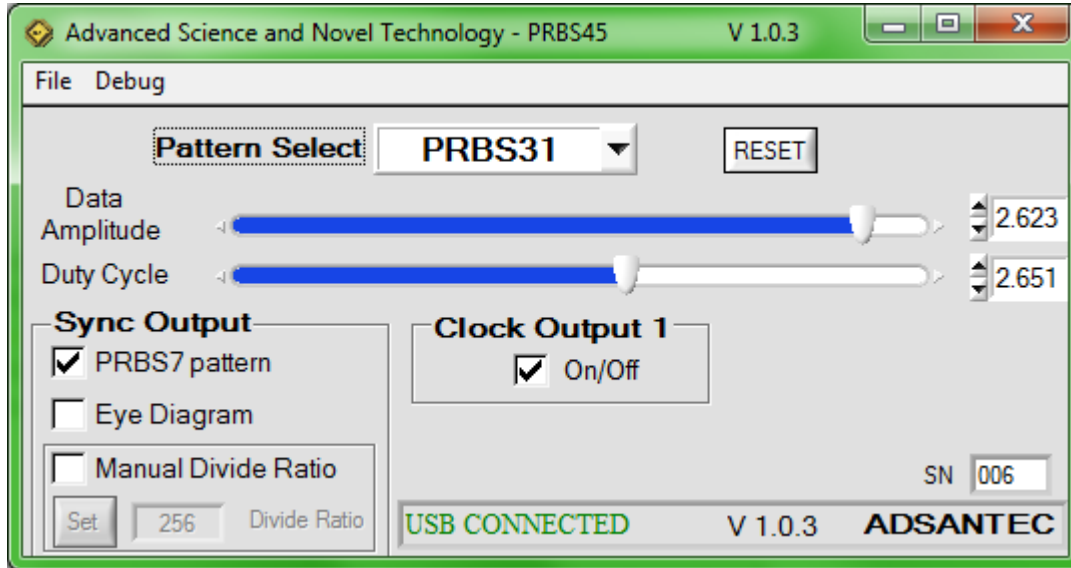 Advanced Science and Novel Technology - PRBS45 V 1.0.3
File Debug
Pattern Select PRBS31 RESET
Data
Amplitude 2.623
Duty Cycle 2.651
Sync Output
PRBS7 pattern
Eye Diagram
Manual Divide Ratio
Set 256 Divide Ratio
Clock Output 1
On/Off
SN 006
USB CONNECTED V 1.0.3 ADSANTEC